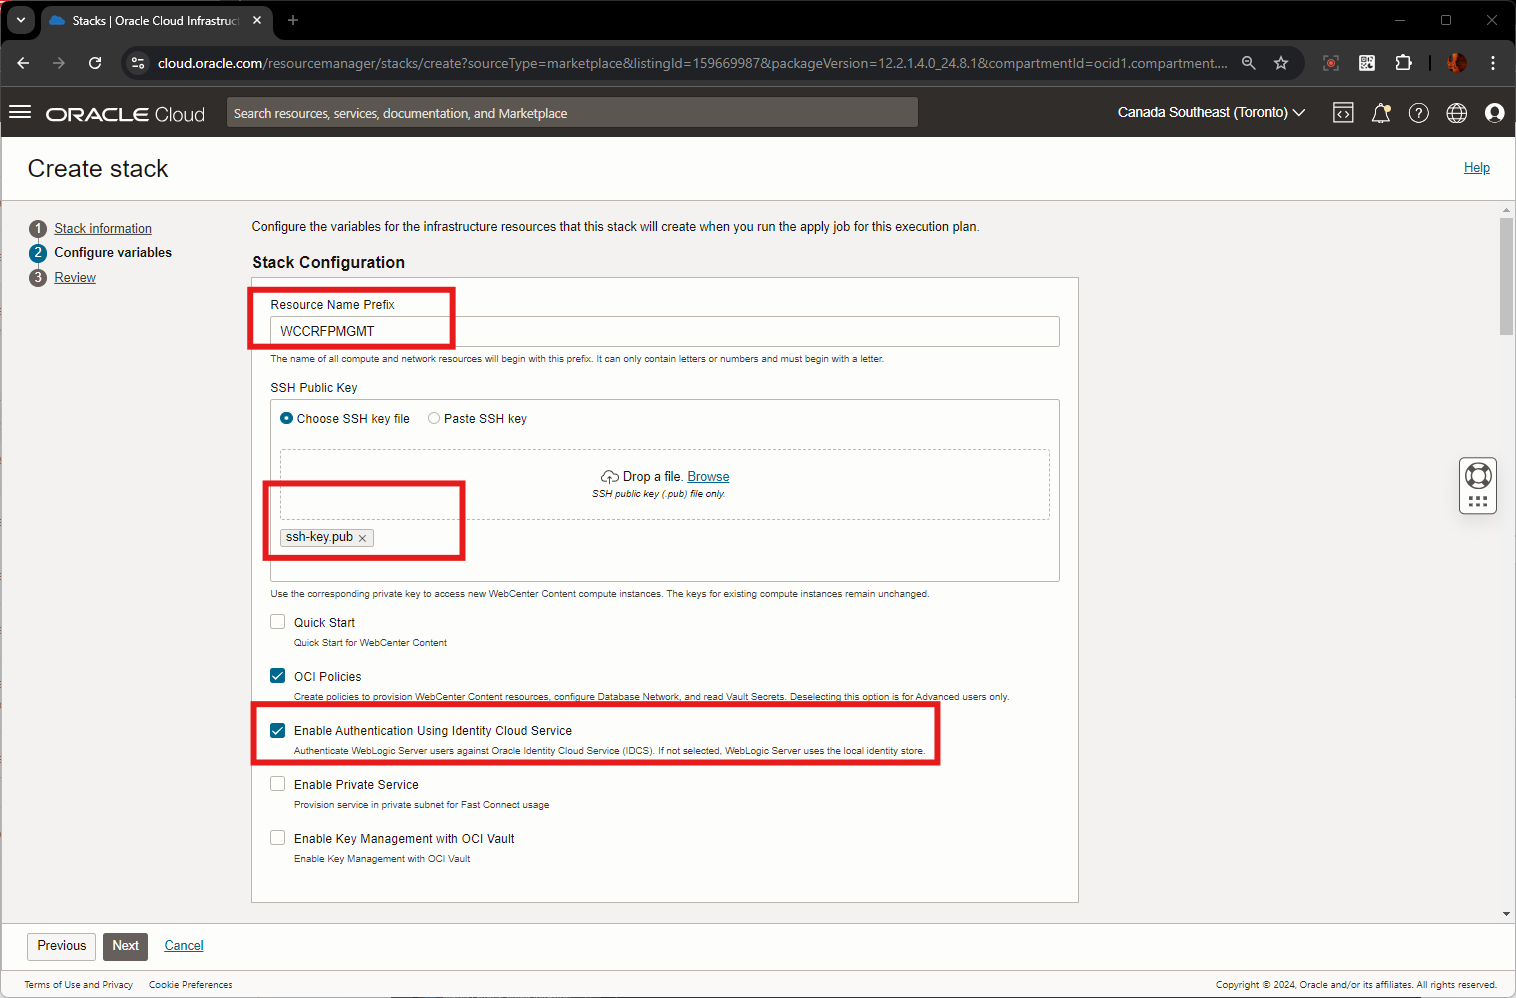 Stacks | Oracle Cloud Infrastruc
cloud.oracle.com/resourcemanager/stacks/create?sourceType=marketplace&listingId=159669987&packageVersion=12.2.1.4.0_24.8.1&compartmentId=ocid1.compartment....
ORACLE Cloud
Search resources, services, documentation, and Marketplace
Canada Southeast (Toronto)
Create stack
Help
1 Stack information
2 Configure variables
3 Review
Configure the variables for the infrastructure resources that this stack will create when you run the apply job for this execution plan.
Stack Configuration
Resource Name Prefix
WCCRFPMGMT
The name of all compute and network resources will begin with this prefix. It can only contain letters or numbers and must begin with a letter.
SSH Public Key
Choose SSH key file Paste SSH key
Drop a file. Browse
SSH public key (.pub) file only.
ssh-key.pub
Use the corresponding private key to access new WebCenter Content compute instances. The keys for existing compute instances remain unchanged.
Quick Start
Quick Start for WebCenter Content
OCI Policies
Create policies to provision WebCenter Content resources, configure Database Network, and read Vault Secrets. Deselecting this option is for Advanced users only.
Enable Authentication Using Identity Cloud Service
Authenticate WebLogic Server users against Oracle Identity Cloud Service (IDCS). If not selected, WebLogic Server uses the local identity store.
Enable Private Service
Provision service in private subnet for Fast Connect usage
Enable Key Management with OCI Vault
Enable Key Management with OCI Vault
Previous Next Cancel
Terms of Use and Privacy Cookie Preferences
Copyright © 2024, Oracle and/or its affiliates. All rights reserved.